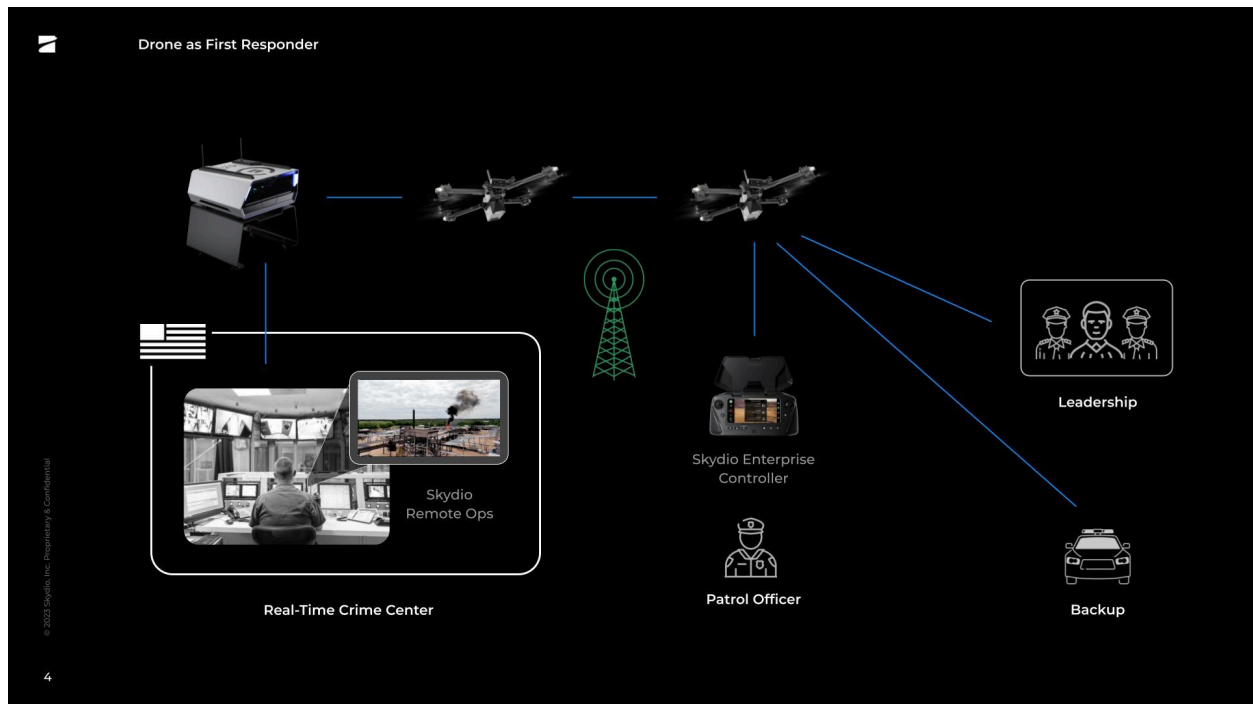 Drone as First Responder
Leadership
Skydio Enterprise
Controller
Skydio
Remote Ops
Patrol Officer
Backup
Real-Time Crime Center
© 2023 Skydio, Inc. Proprietary & Confidential
4